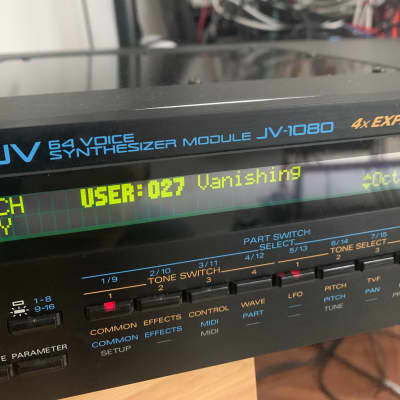 JV 64 VOICE
SYNTHESIZER MODULE JV-1080
4x EXP
CH USER:027 Vanishing Oct
Y
PART SWITCH
SELECT
1/9 2/10 3/11 4/12 5/13 6/14 7/15
TONE SWITCH TONE SELECT
1 2 3 4 1 2 3
1-8
9-16
COMMON EFFECTS CONTROL WAVE LFO PITCH TVF
COMMON EFFECTS MIDI PART PITCH PAN
SETUP MIDI TUNE
E PARAMETER